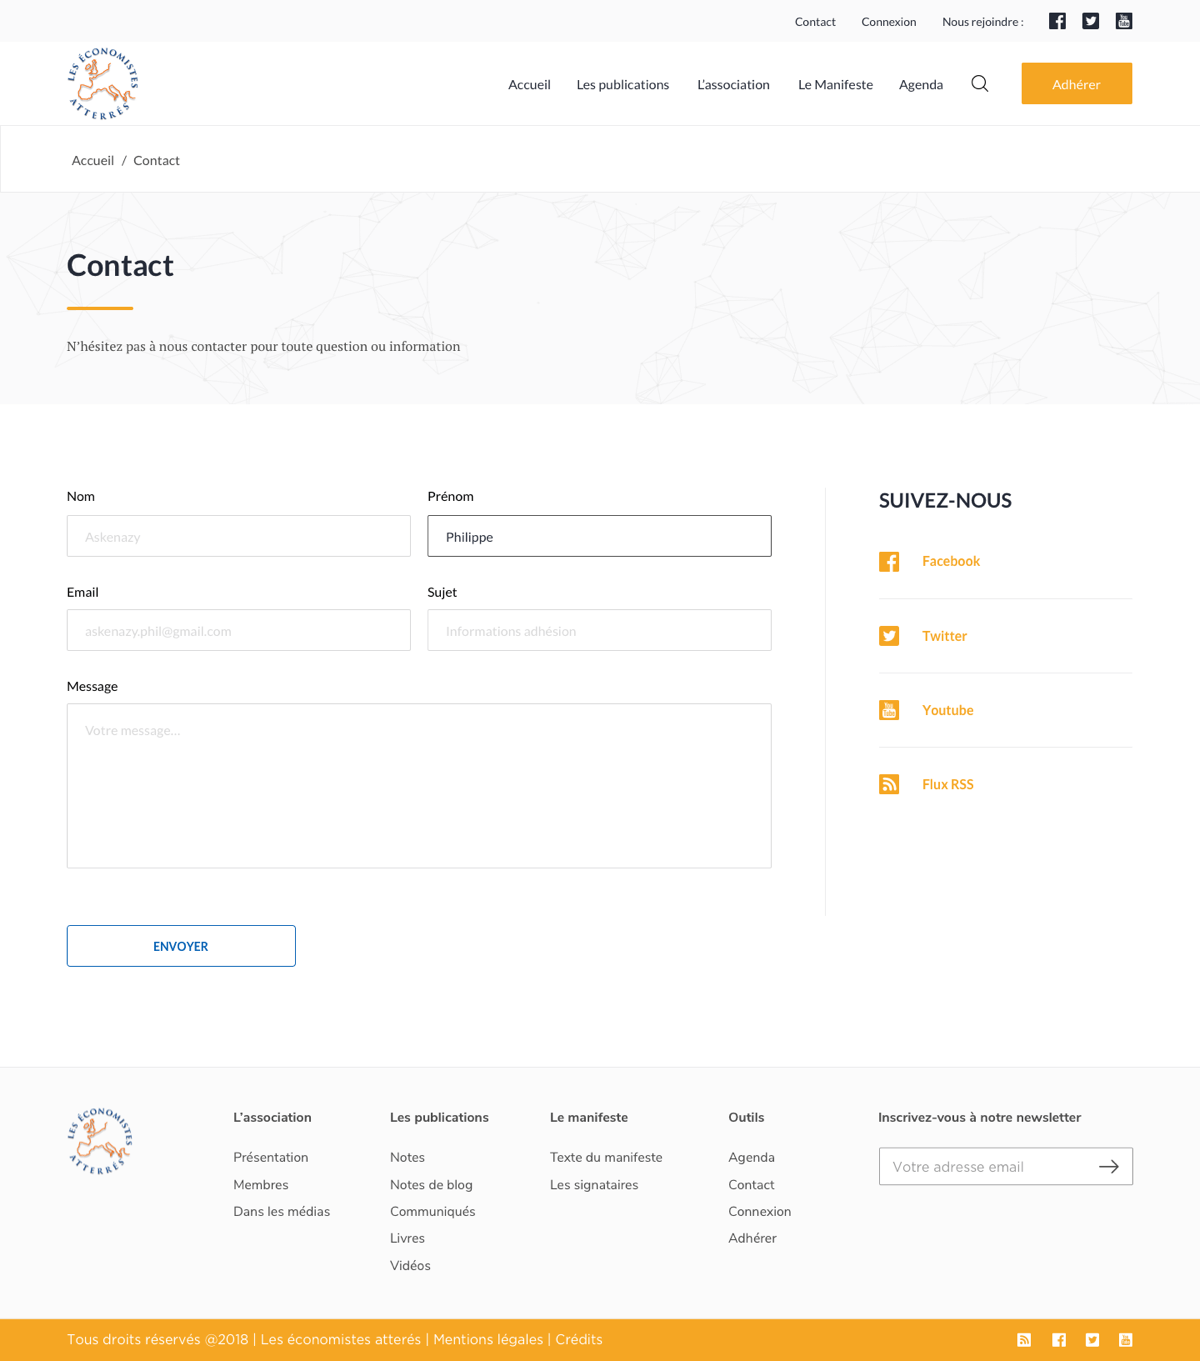 Contact Connexion Nous rejoindre :
LES ÉCONOMISTES ATTERRÉS
Accueil Les publications L'association Le Manifeste Agenda Adhérer
Accueil / Contact
Contact
N'hésitez pas à nous contacter pour toute question ou information
Nom Prénom
Askenazy Philippe
Email Sujet
askenazy.phil@gmail.com Informations adhésion
Message
Votre message...
ENVOYER
SUIVEZ-NOUS
Facebook
Twitter
You Tube Youtube
Flux RSS
LES ÉCONOMISTES ATTERRÉS
L'association
Présentation
Membres
Dans les médias
Les publications
Notes
Notes de blog
Communiqués
Livres
Vidéos
Le manifeste
Texte du manifeste
Les signataires
Outils
Agenda
Contact
Connexion
Adhérer
Inscrivez-vous à notre newsletter
Votre adresse email
Tous droits réservés @2018 | Les économistes atterés | Mentions légales | Crédits